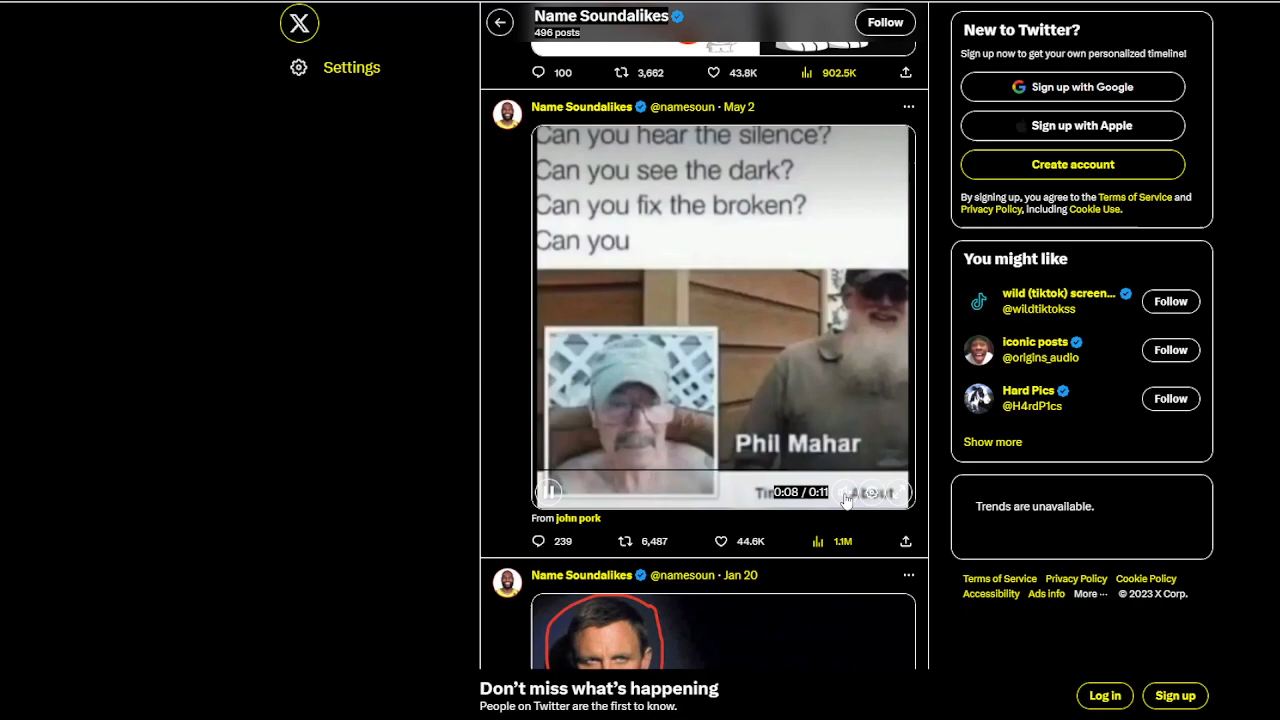 Settings
Name Soundalikes
496 posts
Follow
100
3,662
43.8K
902.5K
Name Soundalikes @namesoun · May 2
Can you hear the silence?
Can you see the dark?
Can you fix the broken?
Can you
Phil Mahar
0:08 / 0:11
From john pork
239
6,487
44.6K
1.1M
Name Soundalikes @namesoun · Jan 20
Don't miss what's happening
People on Twitter are the first to know.
Log in
Sign up
New to Twitter?
Sign up now to get your own personalized timeline!
Sign up with Google
Sign up with Apple
Create account
By signing up, you agree to the Terms of Service and
Privacy Policy, including Cookie Use.
You might like
wild (tiktok) screen...
@wildtiktokss
Follow
iconic posts
@origins_audio
Follow
Hard Pics
@H4rdP1cs
Follow
Show more
Trends are unavailable.
Terms of Service Privacy Policy Cookie Policy
Accessibility Ads info More ··· © 2023 X Corp.